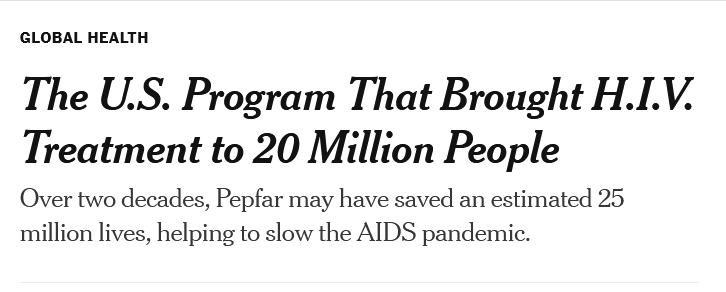 GLOBAL HEALTH
The U.S. Program That Brought H.I.V.
Treatment to 20 Million People
Over two decades, Pepfar may have saved an estimated 25
million lives, helping to slow the AIDS pandemic.